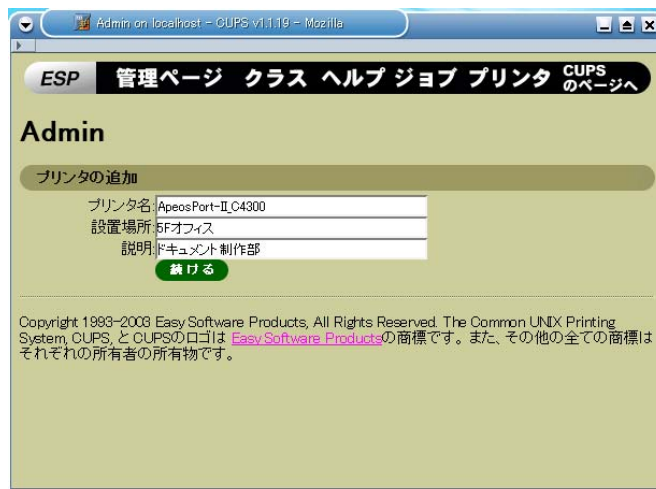 Admin on localhost - CUPS v1.1.19 - Mozilla
ESP 管理ページ クラス ヘルプ ジョブ プリンタ CUPSのページへ
Admin
プリンタの追加
プリンタ名: ApeosPort-II_C4300
設置場所: 5Fオフィス
説明: ドキュメント制作部
続ける
Copyright 1993-2003 Easy Software Products, All Rights Reserved. The Common UNIX Printing
System, CUPS, と CUPSのロゴは Easy Software Productsの商標です。また、その他の全ての商標は
それぞれの所有者の所有物です。